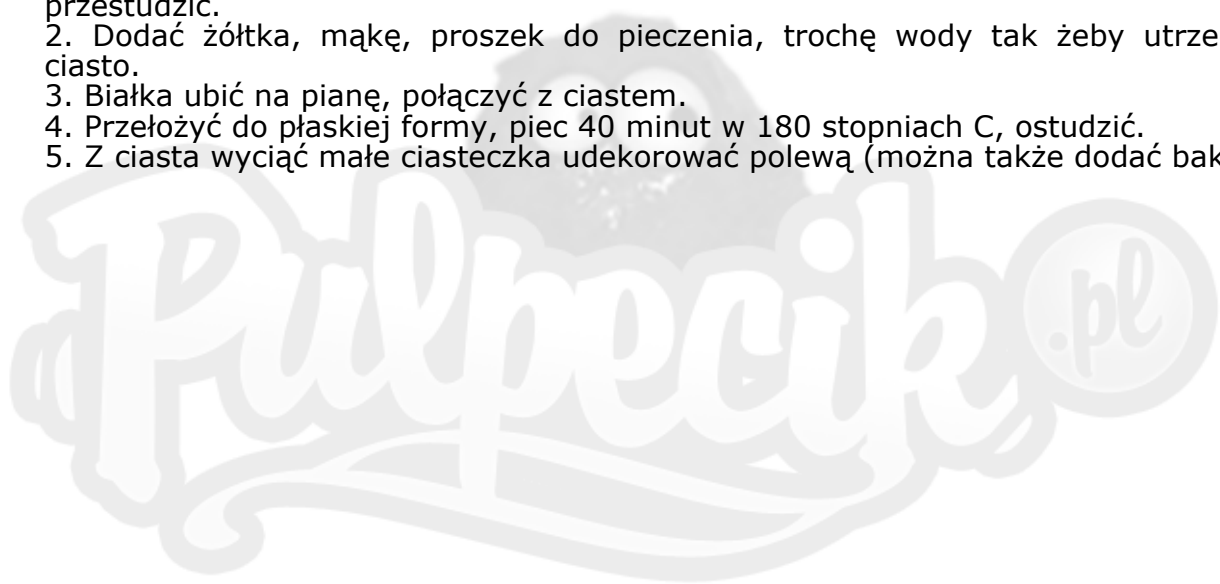 przestudzić.
2. Dodać żółtka, mąkę, proszek do pieczenia, trochę wody tak żeby
ciasto.
3. Białka ubić na pianę, połączyć z ciastem.
4. Przełożyć do płaskiej formy, piec 40 minut w 180 stopniach C, ostudzić.
5. Z ciasta wyciąć małe ciasteczka udekorować polewą (można także dodać
Pulpecik.pl